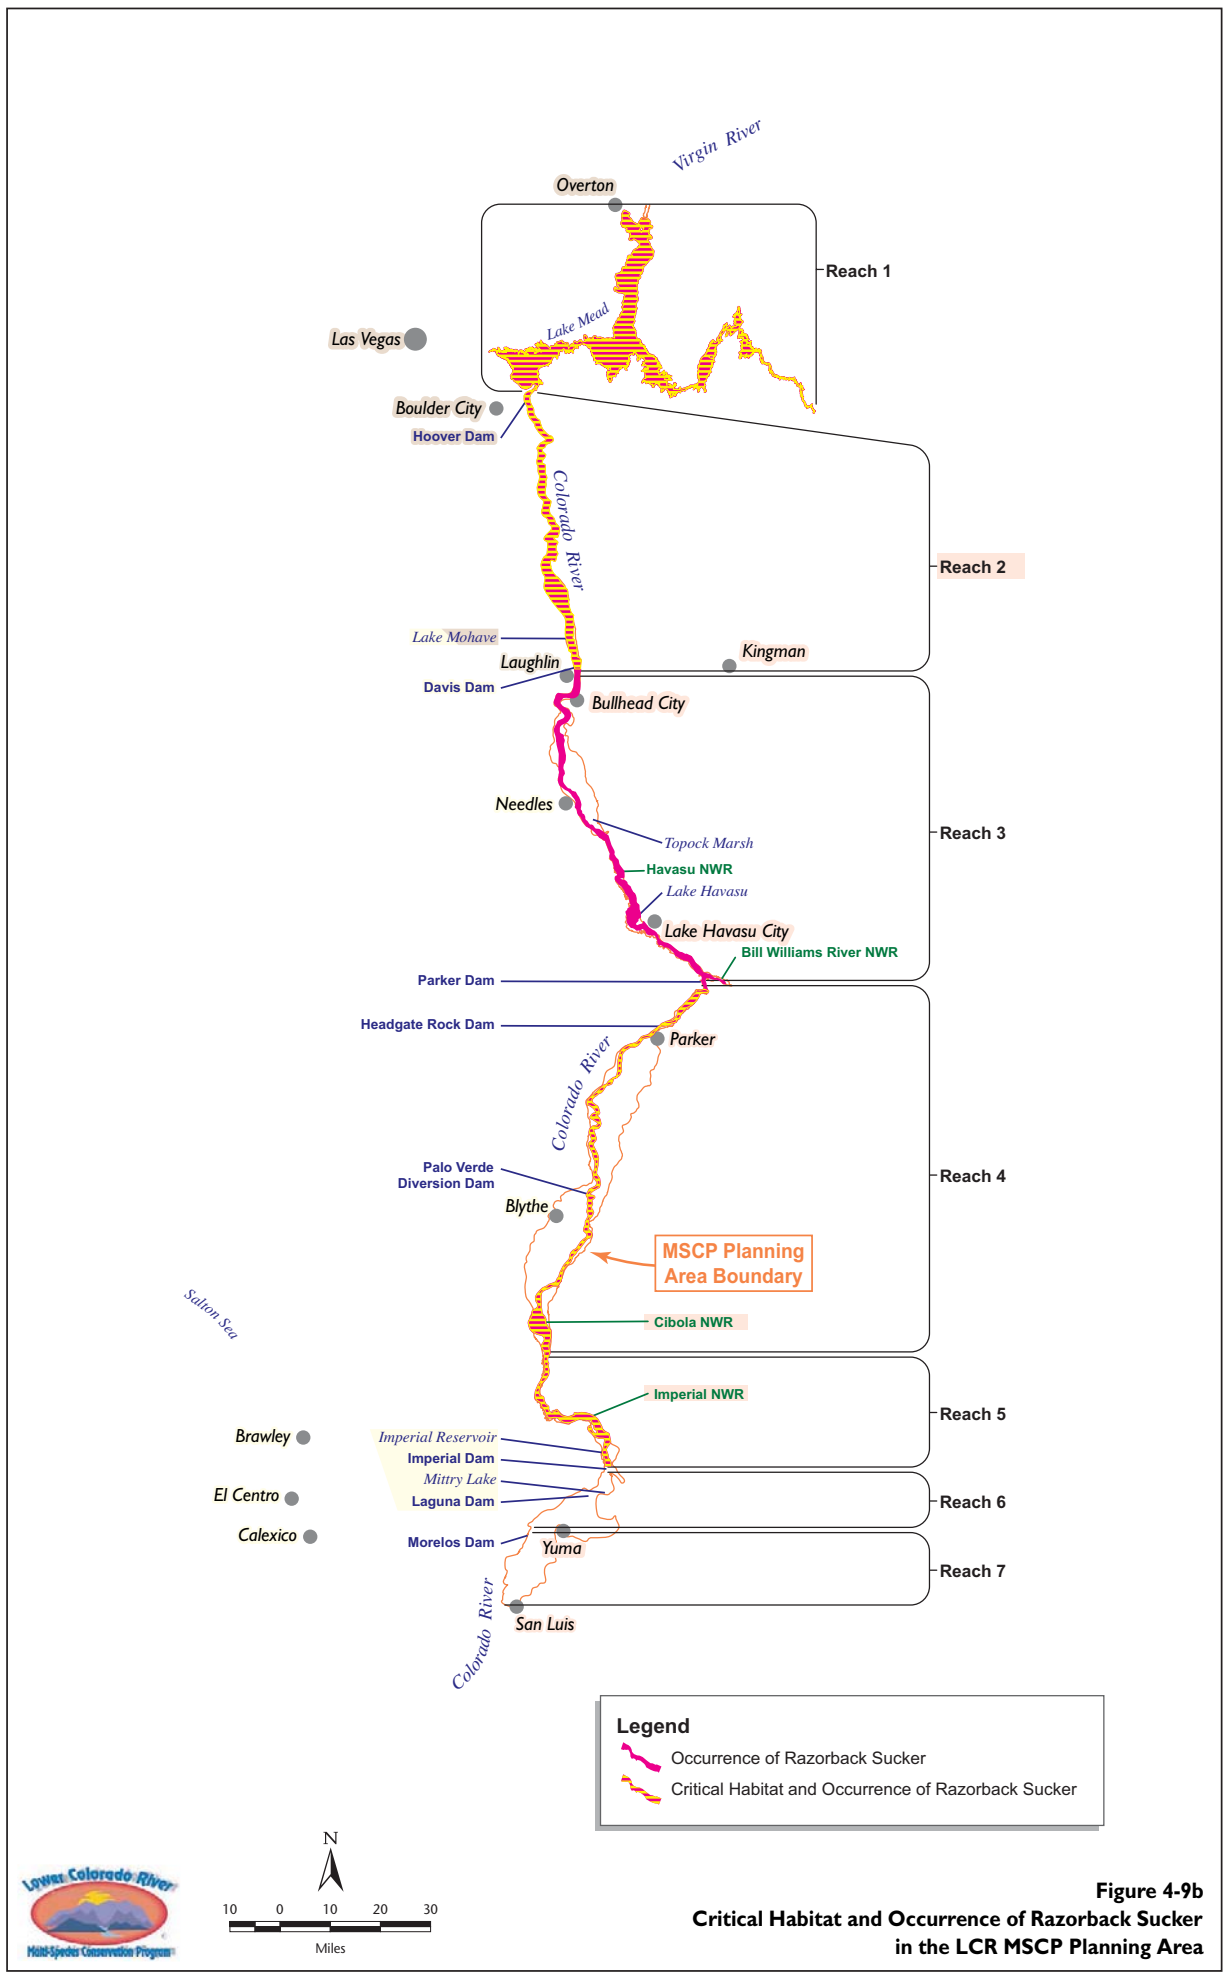 Virgin River
Overton
Reach 1
Lake Mead
Las Vegas
Boulder City
Hoover Dam
Colorado River
Reach 2
Lake Mohave
Kingman
Laughlin
Davis Dam
Bullhead City
Needles
Reach 3
Topock Marsh
Havasu NWR
Lake Havasu
Lake Havasu City
Bill Williams River NWR
Parker Dam
Headgate Rock Dam
Parker
Colorado River
Palo Verde
Diversion Dam
Reach 4
Blythe
MSCP Planning
Area Boundary
Salton Sea
Cibola NWR
Imperial NWR
Reach 5
Brawley
Imperial Reservoir
Imperial Dam
Mittry Lake
El Centro
Laguna Dam
Reach 6
Calexico
Morelos Dam
Yuma
Reach 7
Colorado River
San Luis
Legend
Occurrence of Razorback Sucker
Critical Habitat and Occurrence of Razorback Sucker
N
10 0 10 20 30
Miles
Lower Colorado River
Multi-Species Conservation Program
Figure 4-9b
Critical Habitat and Occurrence of Razorback Sucker
in the LCR MSCP Planning Area